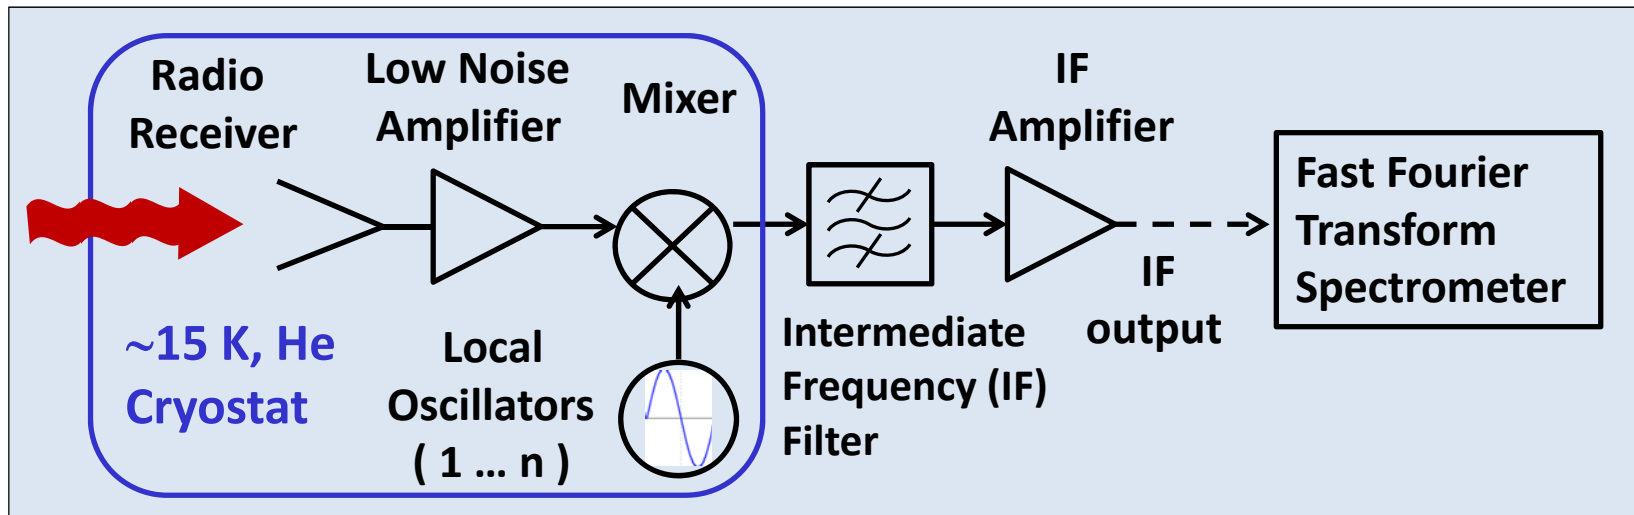 Radio
Receiver
Low Noise
Amplifier
Mixer
IF
Amplifier
Fast Fourier
Transform
Spectrometer
~15 K, He
Cryostat
Local
Oscillators
( 1 ... n )
Intermediate
Frequency (IF)
Filter
IF
output